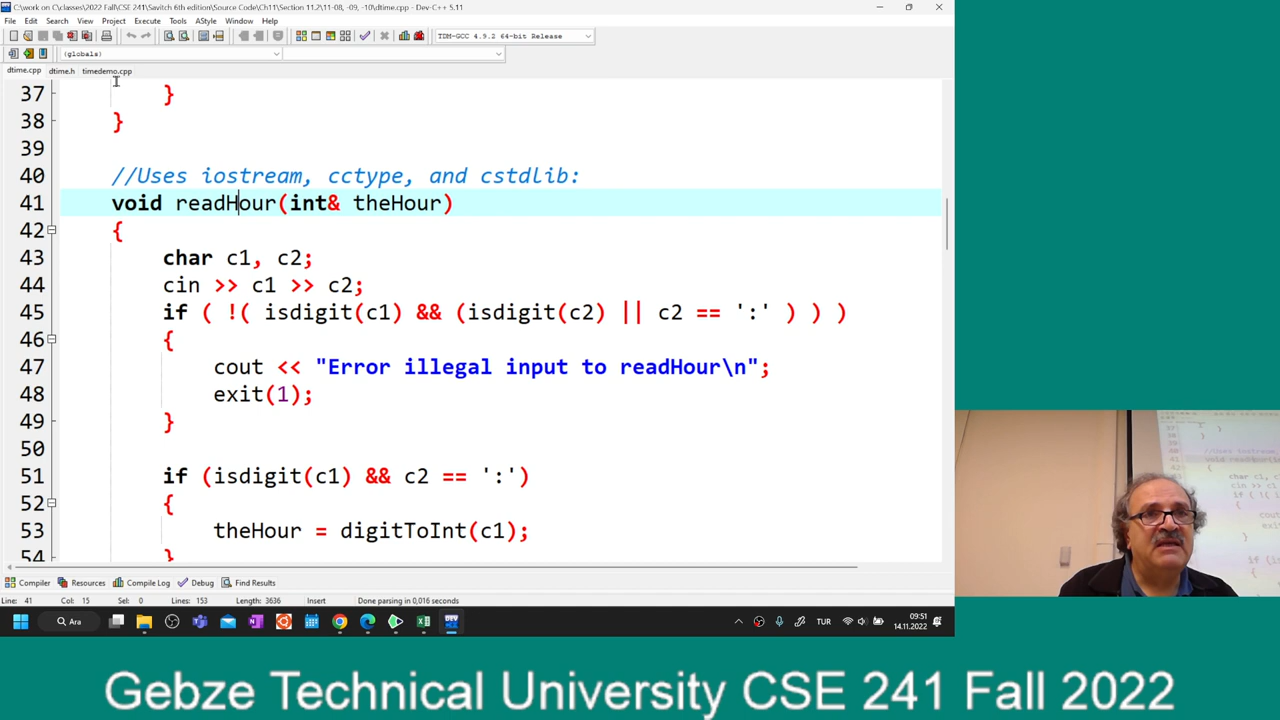 C:\work on C\classes\2022 Fall\CSE 241\Savitch 6th edition\Source Code\Ch11\Section 11.2\11-08, -09, -10\dtime.cpp - Dev-C++ 5.11
File Edit Search View Project Execute Tools AStyle Window Help
TDM-GCC 4.9.2 64-bit Release
(globals)
dtime.cpp dtime.h timedemo.cpp
37 }
38 }
39
40 //Uses iostream, cctype, and cstdlib:
41 void readHour(int& theHour)
42 {
43 char c1, c2;
44 cin >> c1 >> c2;
45 if ( !( isdigit(c1) && (isdigit(c2) || c2 == ':' ) ) )
46 {
47 cout << "Error illegal input to readHour\n";
48 exit(1);
49 }
50
51 if (isdigit(c1) && c2 == ':')
52 {
53 theHour = digitToInt(c1);
54 }
Compiler Resources Compile Log Debug Find Results
Line: 41 Col: 15 Sel: 0 Lines: 153 Length: 3636 Insert Done parsing in 0,016 seconds
Ara
DEV
TUR
09:51
14.11.2022
Gebze Technical University CSE 241 Fall 2022